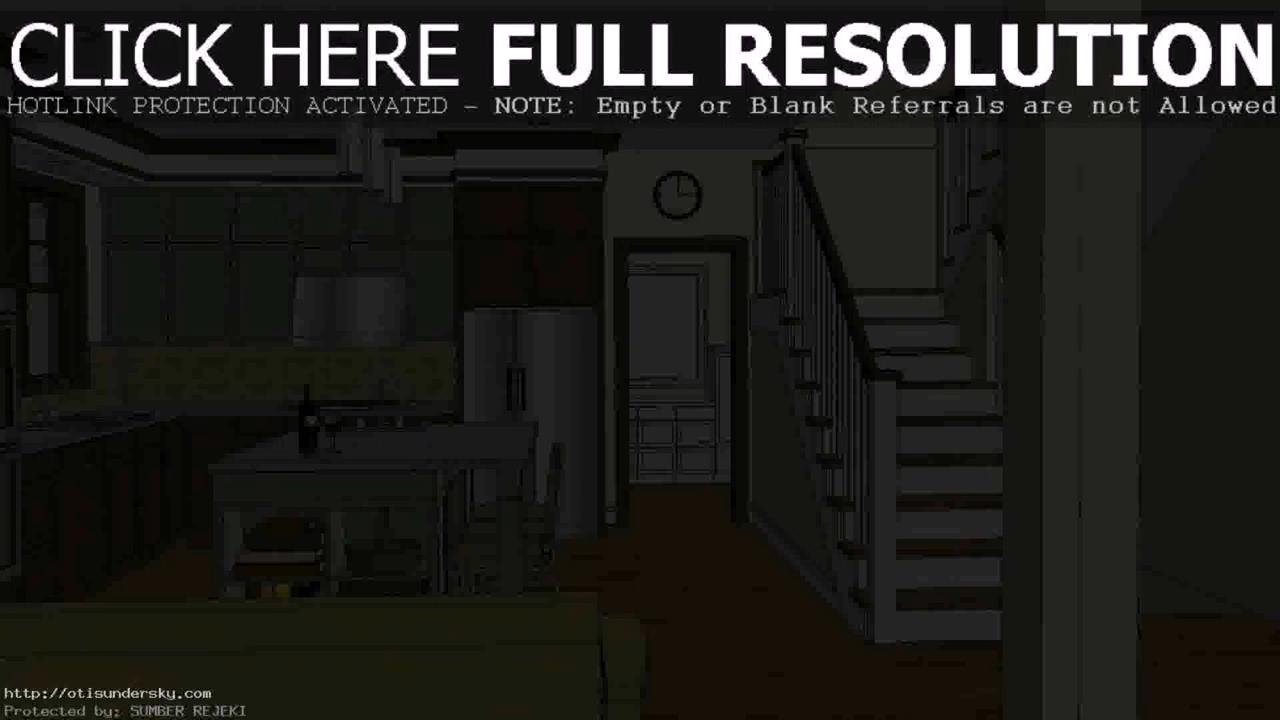 CLICK HERE FULL RESOLUTION
HOTLINK PROTECTION ACTIVATED - NOTE: Empty or Blank Referrals are not Allowed
http://otisundersky.com
Protected by: SUMBER REJEKI